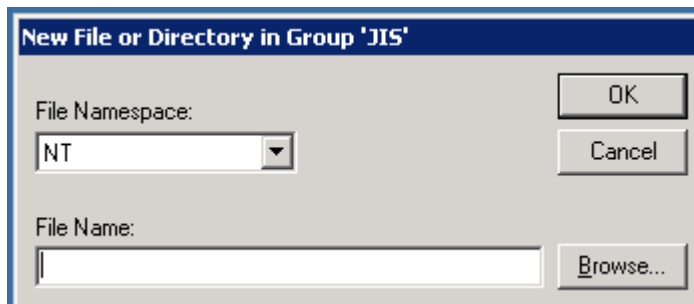 New File or Directory in Group 'JIS'
OK
File Namespace:
NT
Cancel
File Name:
Browse...